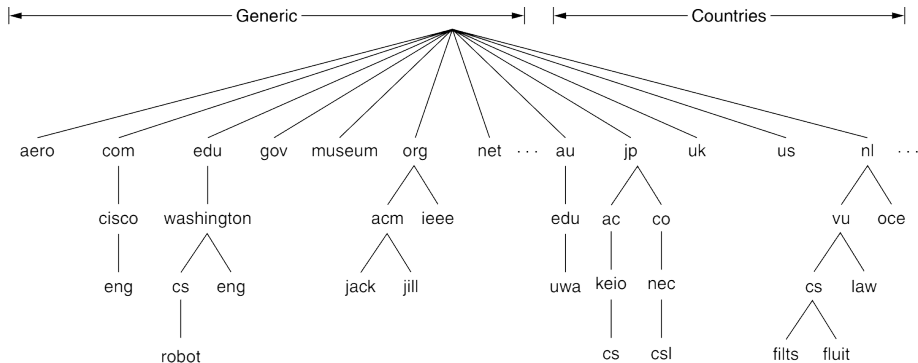 Generic Countries
aero com edu gov museum org net · · · au jp uk us nl · · ·
cisco washington acm ieee edu ac co vu oce
eng cs eng jack jill uwa keio nec cs law
robot cs csl filts fluit